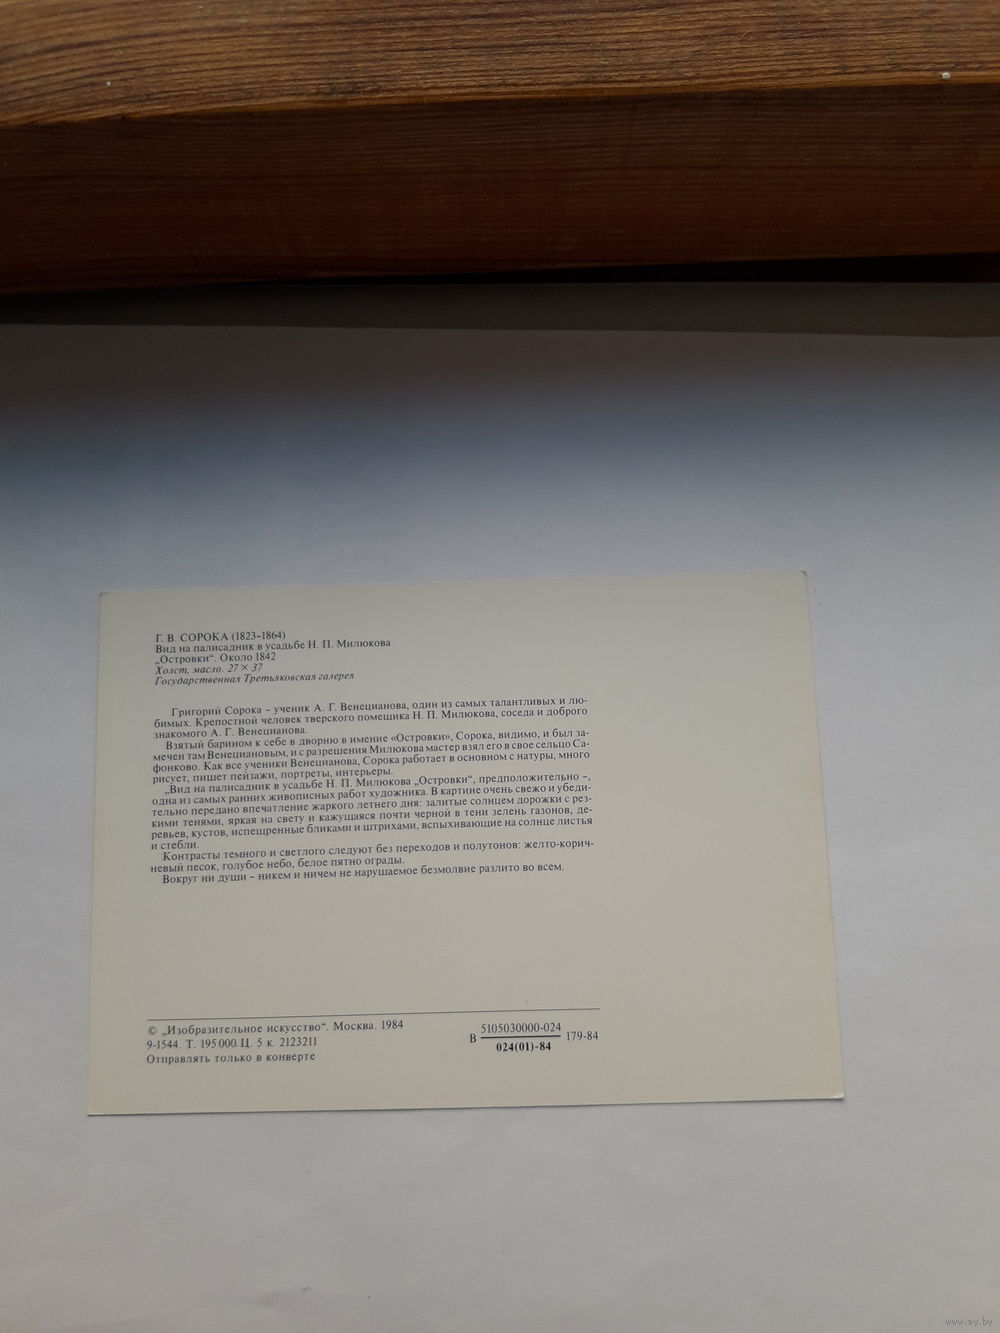 Г. В. СОРОКА (1823–1864)
Вид на палисадник в усадьбе Н. П. Милюкова
„Островки“. Около 1842
Холст, масло. 27 × 37
Государственная Третьяковская галерея
Григорий Сорока – ученик А. Г. Венецианова, один из самых талантливых и лю-
бимых. Крепостной человек тверского помещика Н. П. Милюкова, соседа и доброго
знакомого А. Г. Венецианова.
Взятый барином к себе в дворню в имение «Островки», Сорока, видимо, и был за-
мечен там Венециановым, и с разрешения Милюкова мастер взял его в свое сельцо Са-
фонково. Как все ученики Венецианова, Сорока работает в основном с натуры, много
рисует, пишет пейзажи, портреты, интерьеры.
„Вид на палисадник в усадьбе Н. П. Милюкова „Островки“, предположительно –,
одна из самых ранних живописных работ художника. В картине очень свежо и убеди-
тельно передано впечатление жаркого летнего дня: залитые солнцем дорожки с рез-
кими тенями, яркая на свету и кажущаяся почти черной в тени зелень газонов, де-
ревьев, кустов, испещренные бликами и штрихами, вспыхивающие на солнце листья
и стебли.
Контрасты темного и светлого следуют без переходов и полутонов: желто-корич-
невый песок, голубое небо, белое пятно ограды.
Вокруг ни души – никем и ничем не нарушаемое безмолвие разлито во всем.
© „Изобразительное искусство“. Москва. 1984
9-1544. Т. 195 000. Ц. 5 к. 2123211
Отправлять только в конверте
В 5105030000-024 179-84
024(01)-84
www.ay.by